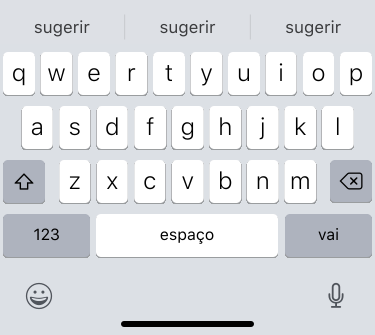 sugerir sugerir sugerir
q w e r t y u i o p
a s d f g h j k l
z x c v b n m
123 espaço vai